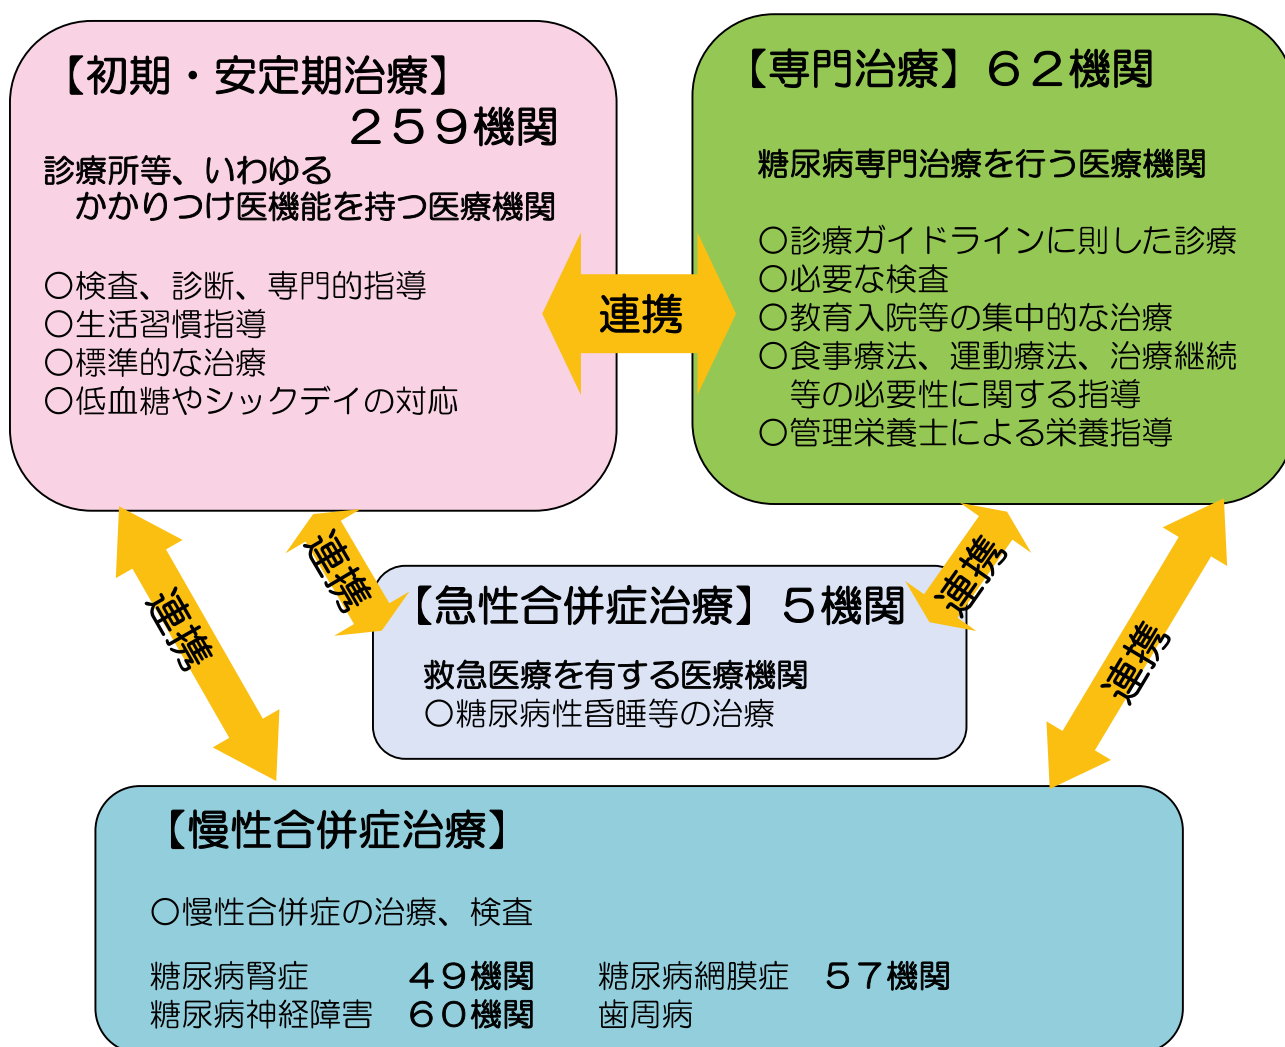 【初期・安定期治療】
２５９機関
診療所等、いわゆる
かかりつけ医機能を持つ医療機関
○検査、診断、専門的指導
○生活習慣指導
○標準的な治療
○低血糖やシックデイの対応
連携
【専門治療】６２機関
糖尿病専門治療を行う医療機関
○診療ガイドラインに則した診療
○必要な検査
○教育入院等の集中的な治療
○食事療法、運動療法、治療継続
等の必要性に関する指導
○管理栄養士による栄養指導
連携
連携
連携
連携
【急性合併症治療】５機関
救急医療を有する医療機関
○糖尿病性昏睡等の治療
【慢性合併症治療】
○慢性合併症の治療、検査
糖尿病腎症　４９機関　糖尿病網膜症　５７機関
糖尿病神経障害　６０機関　歯周病